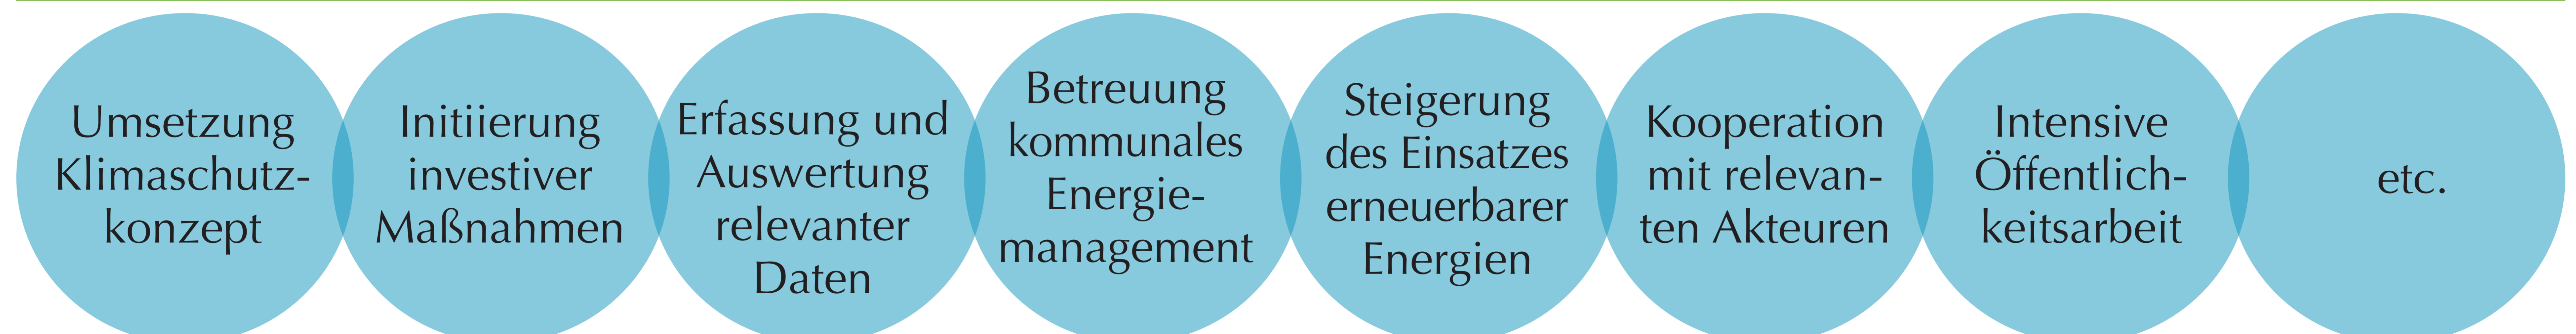 Umsetzung
Klimaschutz-
konzept
Initiierung
investiver
Maßnahmen
Erfassung und
Auswertung
relevanter
Daten
Betreuung
kommunales
Energie-
management
Steigerung
des Einsatzes
erneuerbarer
Energien
Kooperation
mit relevan-
ten Akteuren
Intensive
Öffentlich-
keitsarbeit
etc.